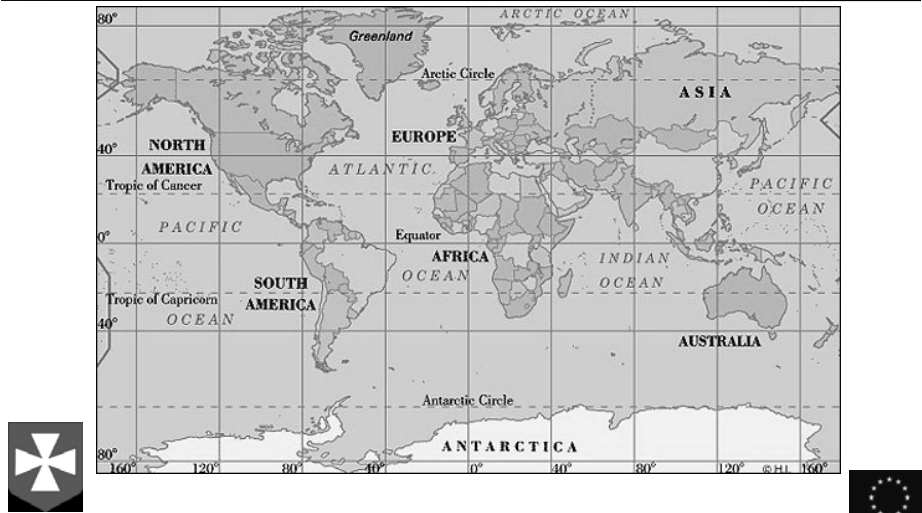 80°
ARCTIC OCEAN
Greenland
Arctic Circle
ASIA
EUROPE
NORTH
AMERICA
40°
ATLANTIC
Tropic of Cancer
PACIFIC
OCEAN
PACIFIC
0°
Equator
AFRICA
INDIAN
OCEAN
OCEAN
SOUTH
AMERICA
Tropic of Capricorn
OCEAN
40°
AUSTRALIA
Antarctic Circle
ANTARCTICA
80°
160° 120° 80° 40° 0° 40° 80° 120° © H.I. 160°